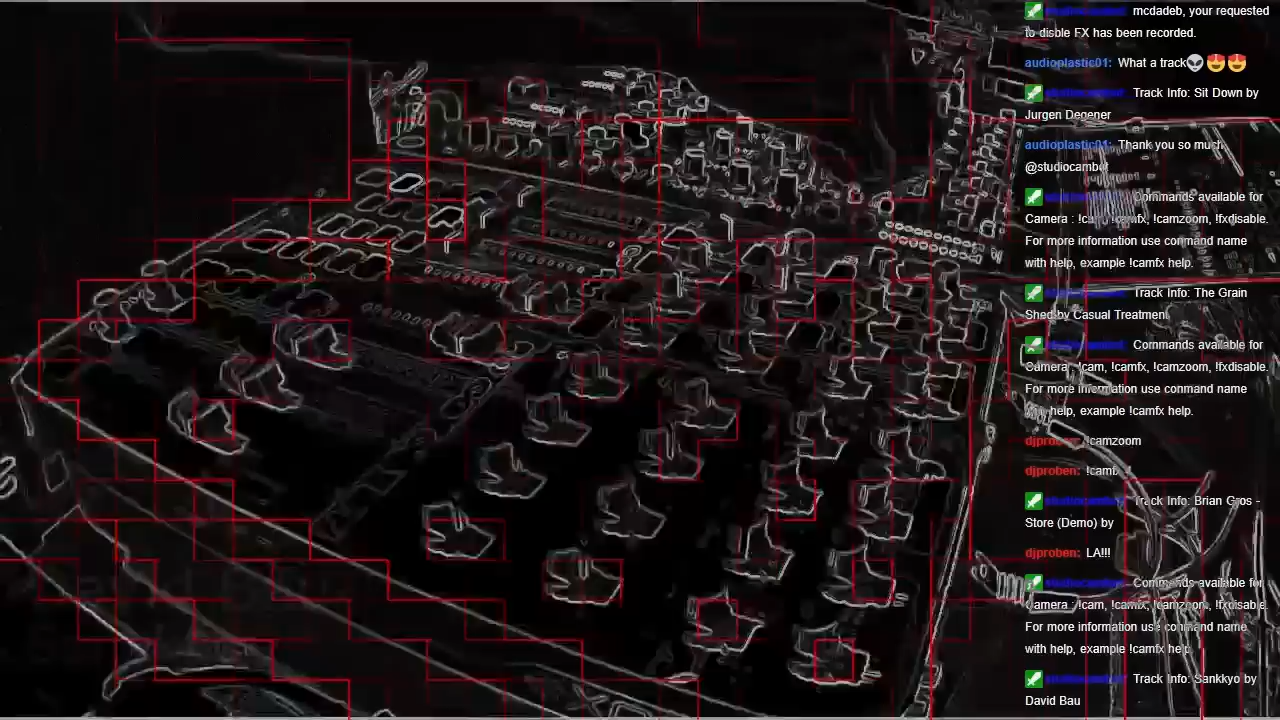 mcdadeb, your requested
to disble FX has been recorded.
audioplastic01: What a track👽😍😍
Track Info: Sit Down by
Jurgen Degener
audioplastic01: Thank you so much
@studiocambot
Commands available for
Camera : !cam, !camfx, !camzoom, !fxdisable.
For more information use command name
with help, example !camfx help.
Track Info: The Grain
Shed by Casual Treatment
Commands available for
Camera : !cam, !camfx, !camzoom, !fxdisable.
For more information use command name
with help, example !camfx help.
djproben: !camzoom
djproben: !camb
Track Info: Brian Gros -
Store (Demo) by
djproben: LA!!!
Commands available for
Camera : !cam, !camfx, !camzoom, !fxdisable.
For more information use command name
with help, example !camfx help.
Track Info: Sankkyo by
David Bau